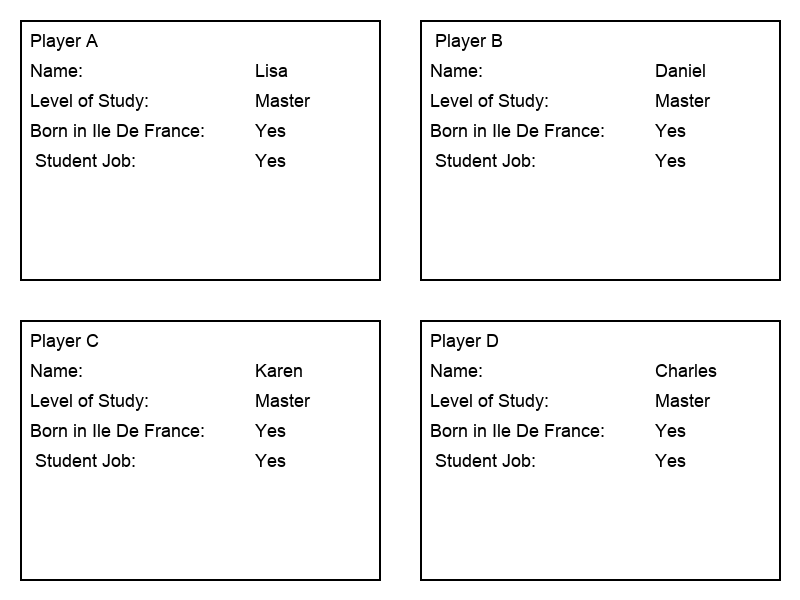 Player A
Name: Lisa
Level of Study: Master
Born in Ile De France: Yes
Student Job: Yes
Player B
Name: Daniel
Level of Study: Master
Born in Ile De France: Yes
Student Job: Yes
Player C
Name: Karen
Level of Study: Master
Born in Ile De France: Yes
Student Job: Yes
Player D
Name: Charles
Level of Study: Master
Born in Ile De France: Yes
Student Job: Yes